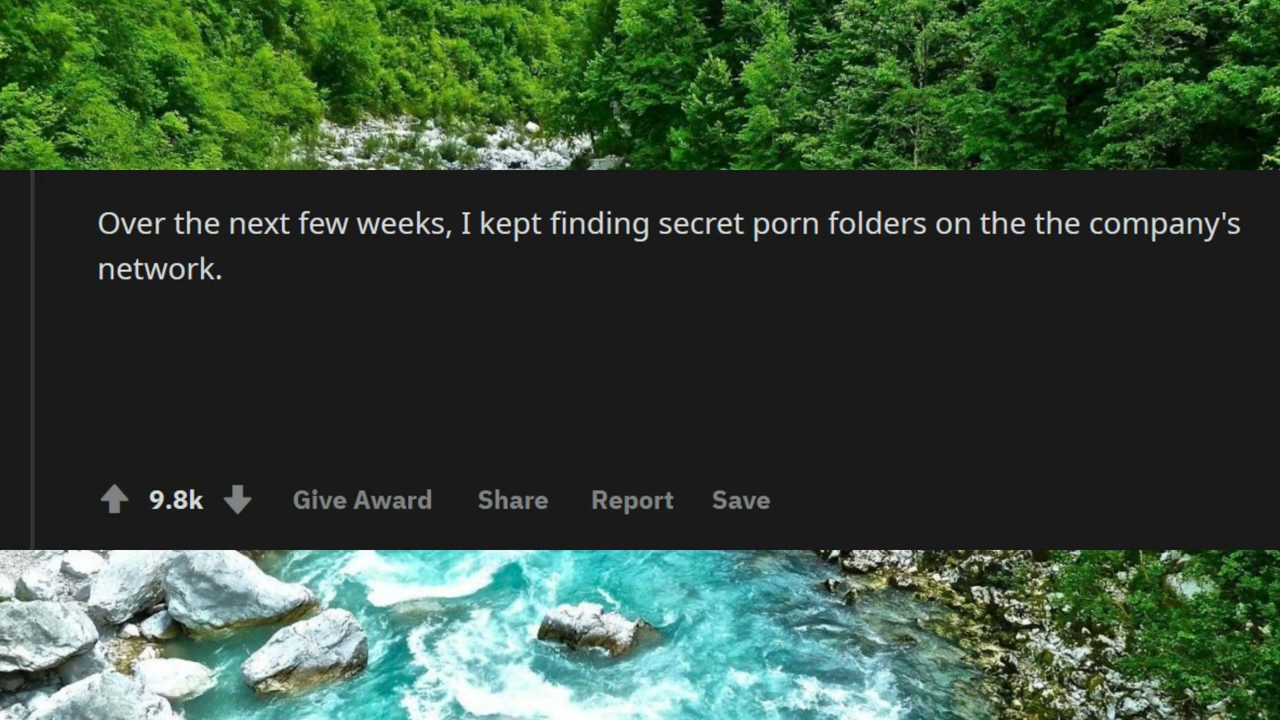 Over the next few weeks, I kept finding secret porn folders on the the company's
network.
9.8k Give Award Share Report Save